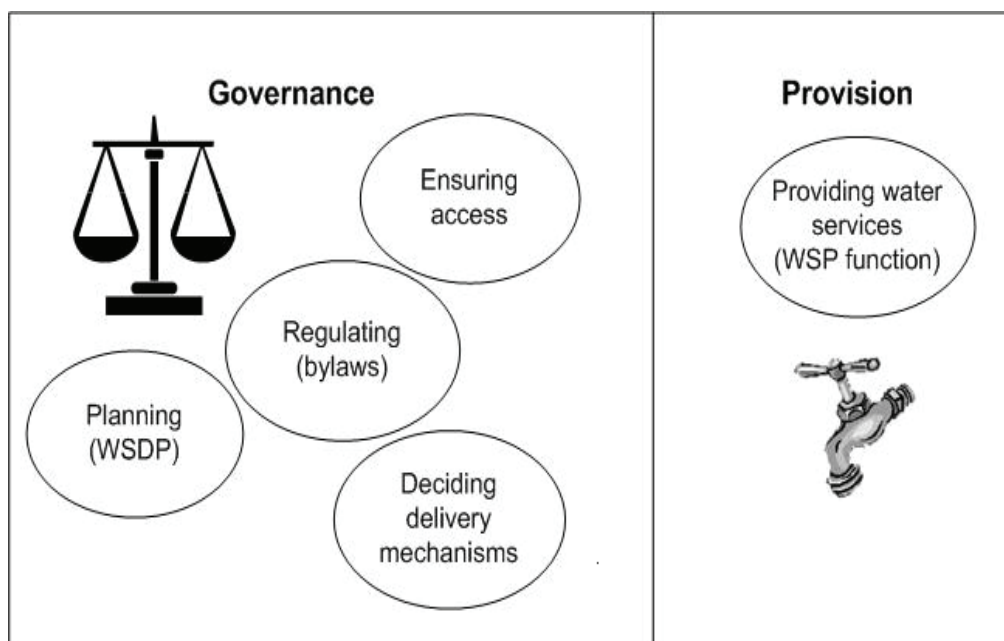 Governance
Ensuring
access
Regulating
(bylaws)
Planning
(WSDP)
Deciding
delivery
mechanisms
Provision
Providing water
services
(WSP function)